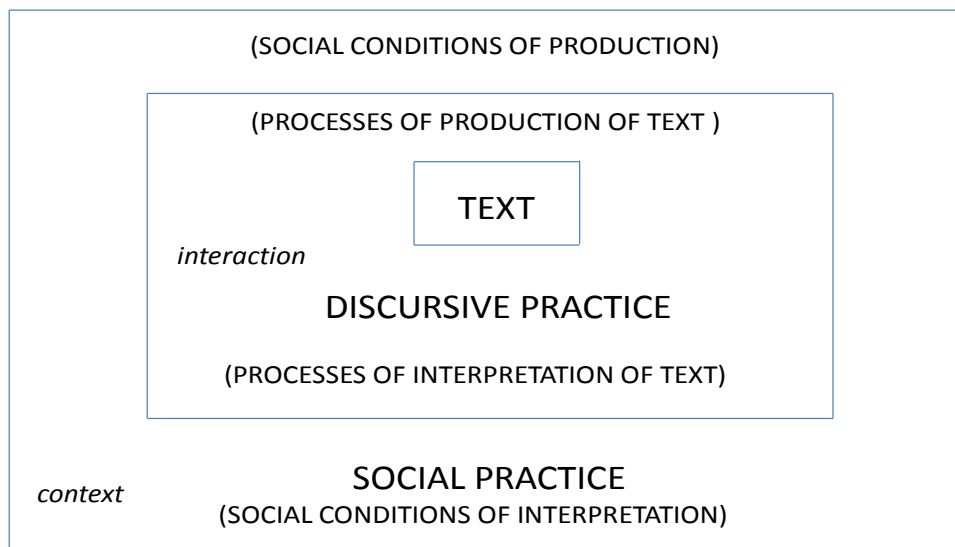 (SOCIAL CONDITIONS OF PRODUCTION)
(PROCESSES OF PRODUCTION OF TEXT )
TEXT
interaction
DISCURSIVE PRACTICE
(PROCESSES OF INTERPRETATION OF TEXT)
SOCIAL PRACTICE
context
(SOCIAL CONDITIONS OF INTERPRETATION)